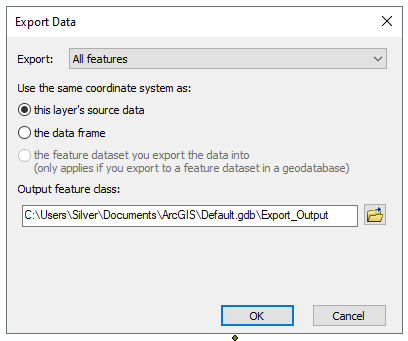 Export Data
Export: All features
Use the same coordinate system as:
this layer's source data
the data frame
the feature dataset you export the data into
(only applies if you export to a feature dataset in a geodatabase)
Output feature class:
C:\Users\Silver\Documents\ArcGIS\Default.gdb\Export_Output
OK Cancel